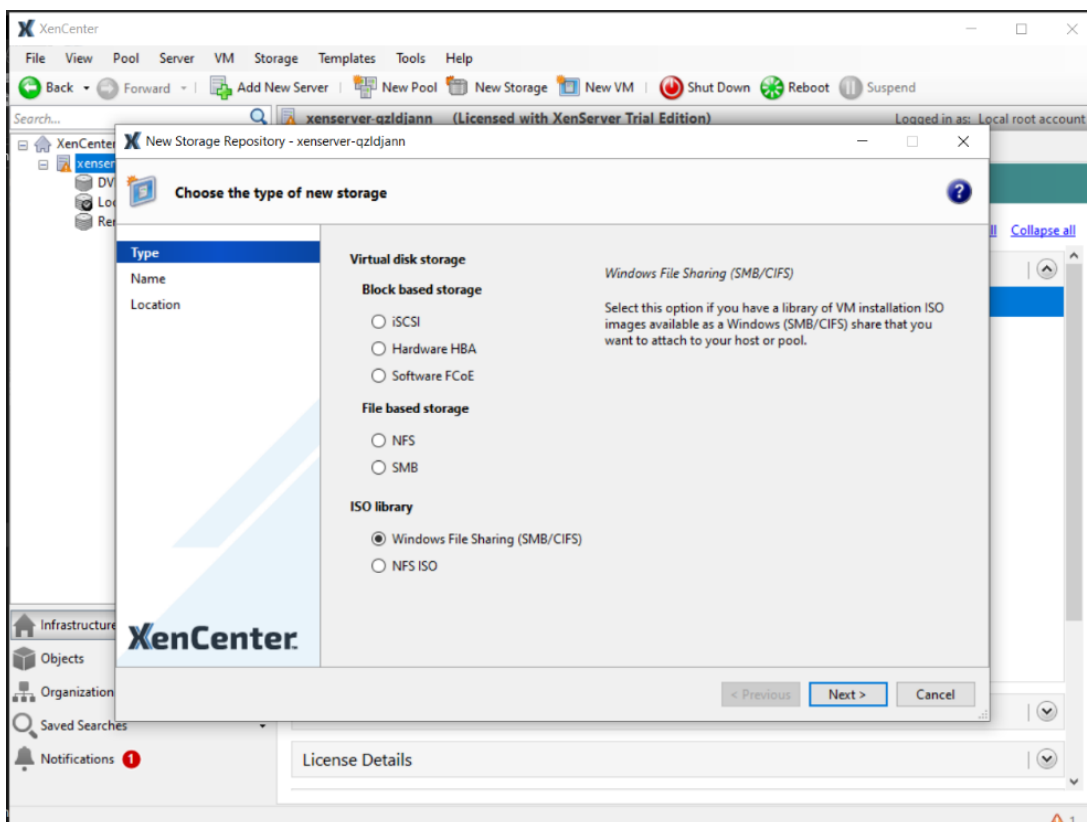 XenCenter
File View Pool Server VM Storage Templates Tools Help
Back Forward Add New Server New Pool New Storage New VM Shut Down Reboot Suspend
Search... xenserver-qzldjann (Licensed with XenServer Trial Edition) Logged in as: Local root account
XenCenter
New Storage Repository - xenserver-qzldjann
xenser
DV
Choose the type of new storage
Loc
Rer
ll Collapse all
Type
Name
Location
Virtual disk storage
Block based storage
iSCSI
Hardware HBA
Software FCoE
File based storage
NFS
SMB
ISO library
Windows File Sharing (SMB/CIFS)
NFS ISO
Windows File Sharing (SMB/CIFS)
Select this option if you have a library of VM installation ISO
images available as a Windows (SMB/CIFS) share that you
want to attach to your host or pool.
XenCenter
< Previous Next > Cancel
Infrastructure
Objects
Organization
Saved Searches
Notifications 1
License Details
1